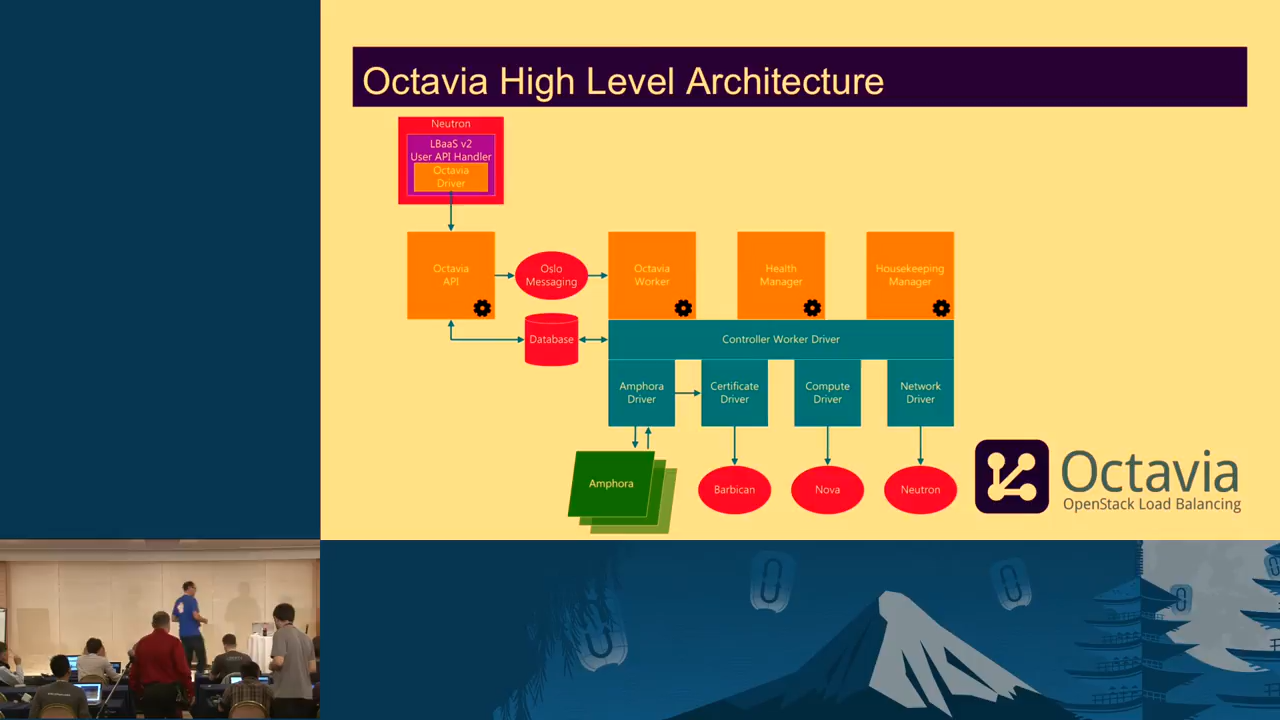 Octavia High Level Architecture
Neutron
LBaaS v2
User API Handler
Octavia
Driver
Octavia
API
Oslo
Messaging
Octavia
Worker
Health
Manager
Housekeeping
Manager
Database
Controller Worker Driver
Amphora
Driver
Certificate
Driver
Compute
Driver
Network
Driver
Amphora
Barbican
Nova
Neutron
Octavia
OpenStack Load Balancing